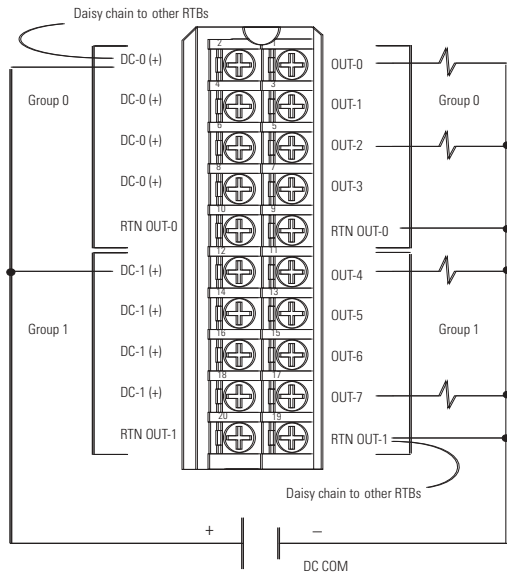 Daisy chain to other RTBs
2 1
DC-0 (+) OUT-0
4 3
Group 0 DC-0 (+) OUT-1 Group 0
6 5
DC-0 (+) OUT-2
8 7
DC-0 (+) OUT-3
10 9
RTN OUT-0 RTN OUT-0
12 11
DC-1 (+) OUT-4
14 13
DC-1 (+) OUT-5
Group 1 Group 1
16 15
DC-1 (+) OUT-6
18 17
DC-1 (+) OUT-7
20 19
RTN OUT-1 RTN OUT-1
Daisy chain to other RTBs
+ –
DC COM